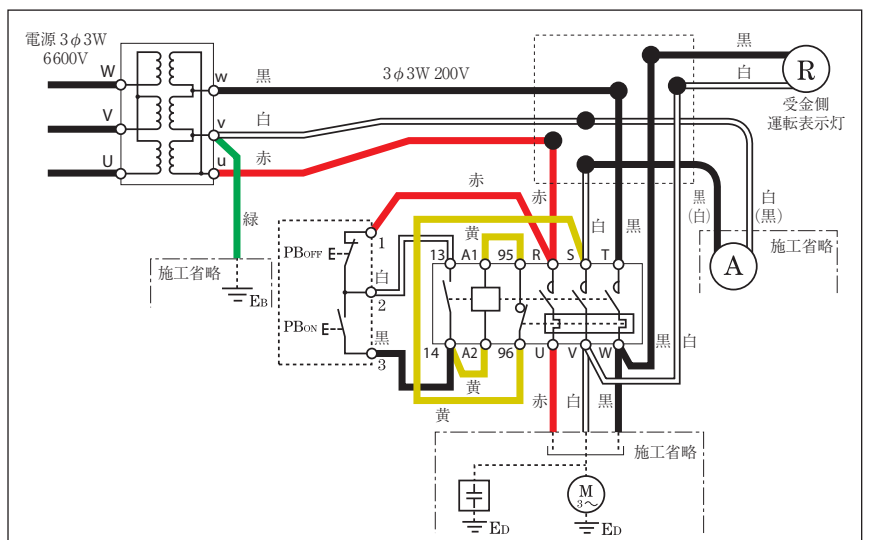 電源 3φ3W
6600V
W
V
U
w
v
u
黒
白
赤
3φ3W 200V
黒
白
R
受金側
運転表示灯
緑
施工省略
EB
赤
赤
白
黒
黒
(白)
白
(黒)
施工省略
A
PBOFF
PBON
1
2
3
白
黒
黄
13 A1 95 R S T
14 A2 96 U V W
黄
黄
赤 白 黒
黒 白
施工省略
M
3～
ED
ED